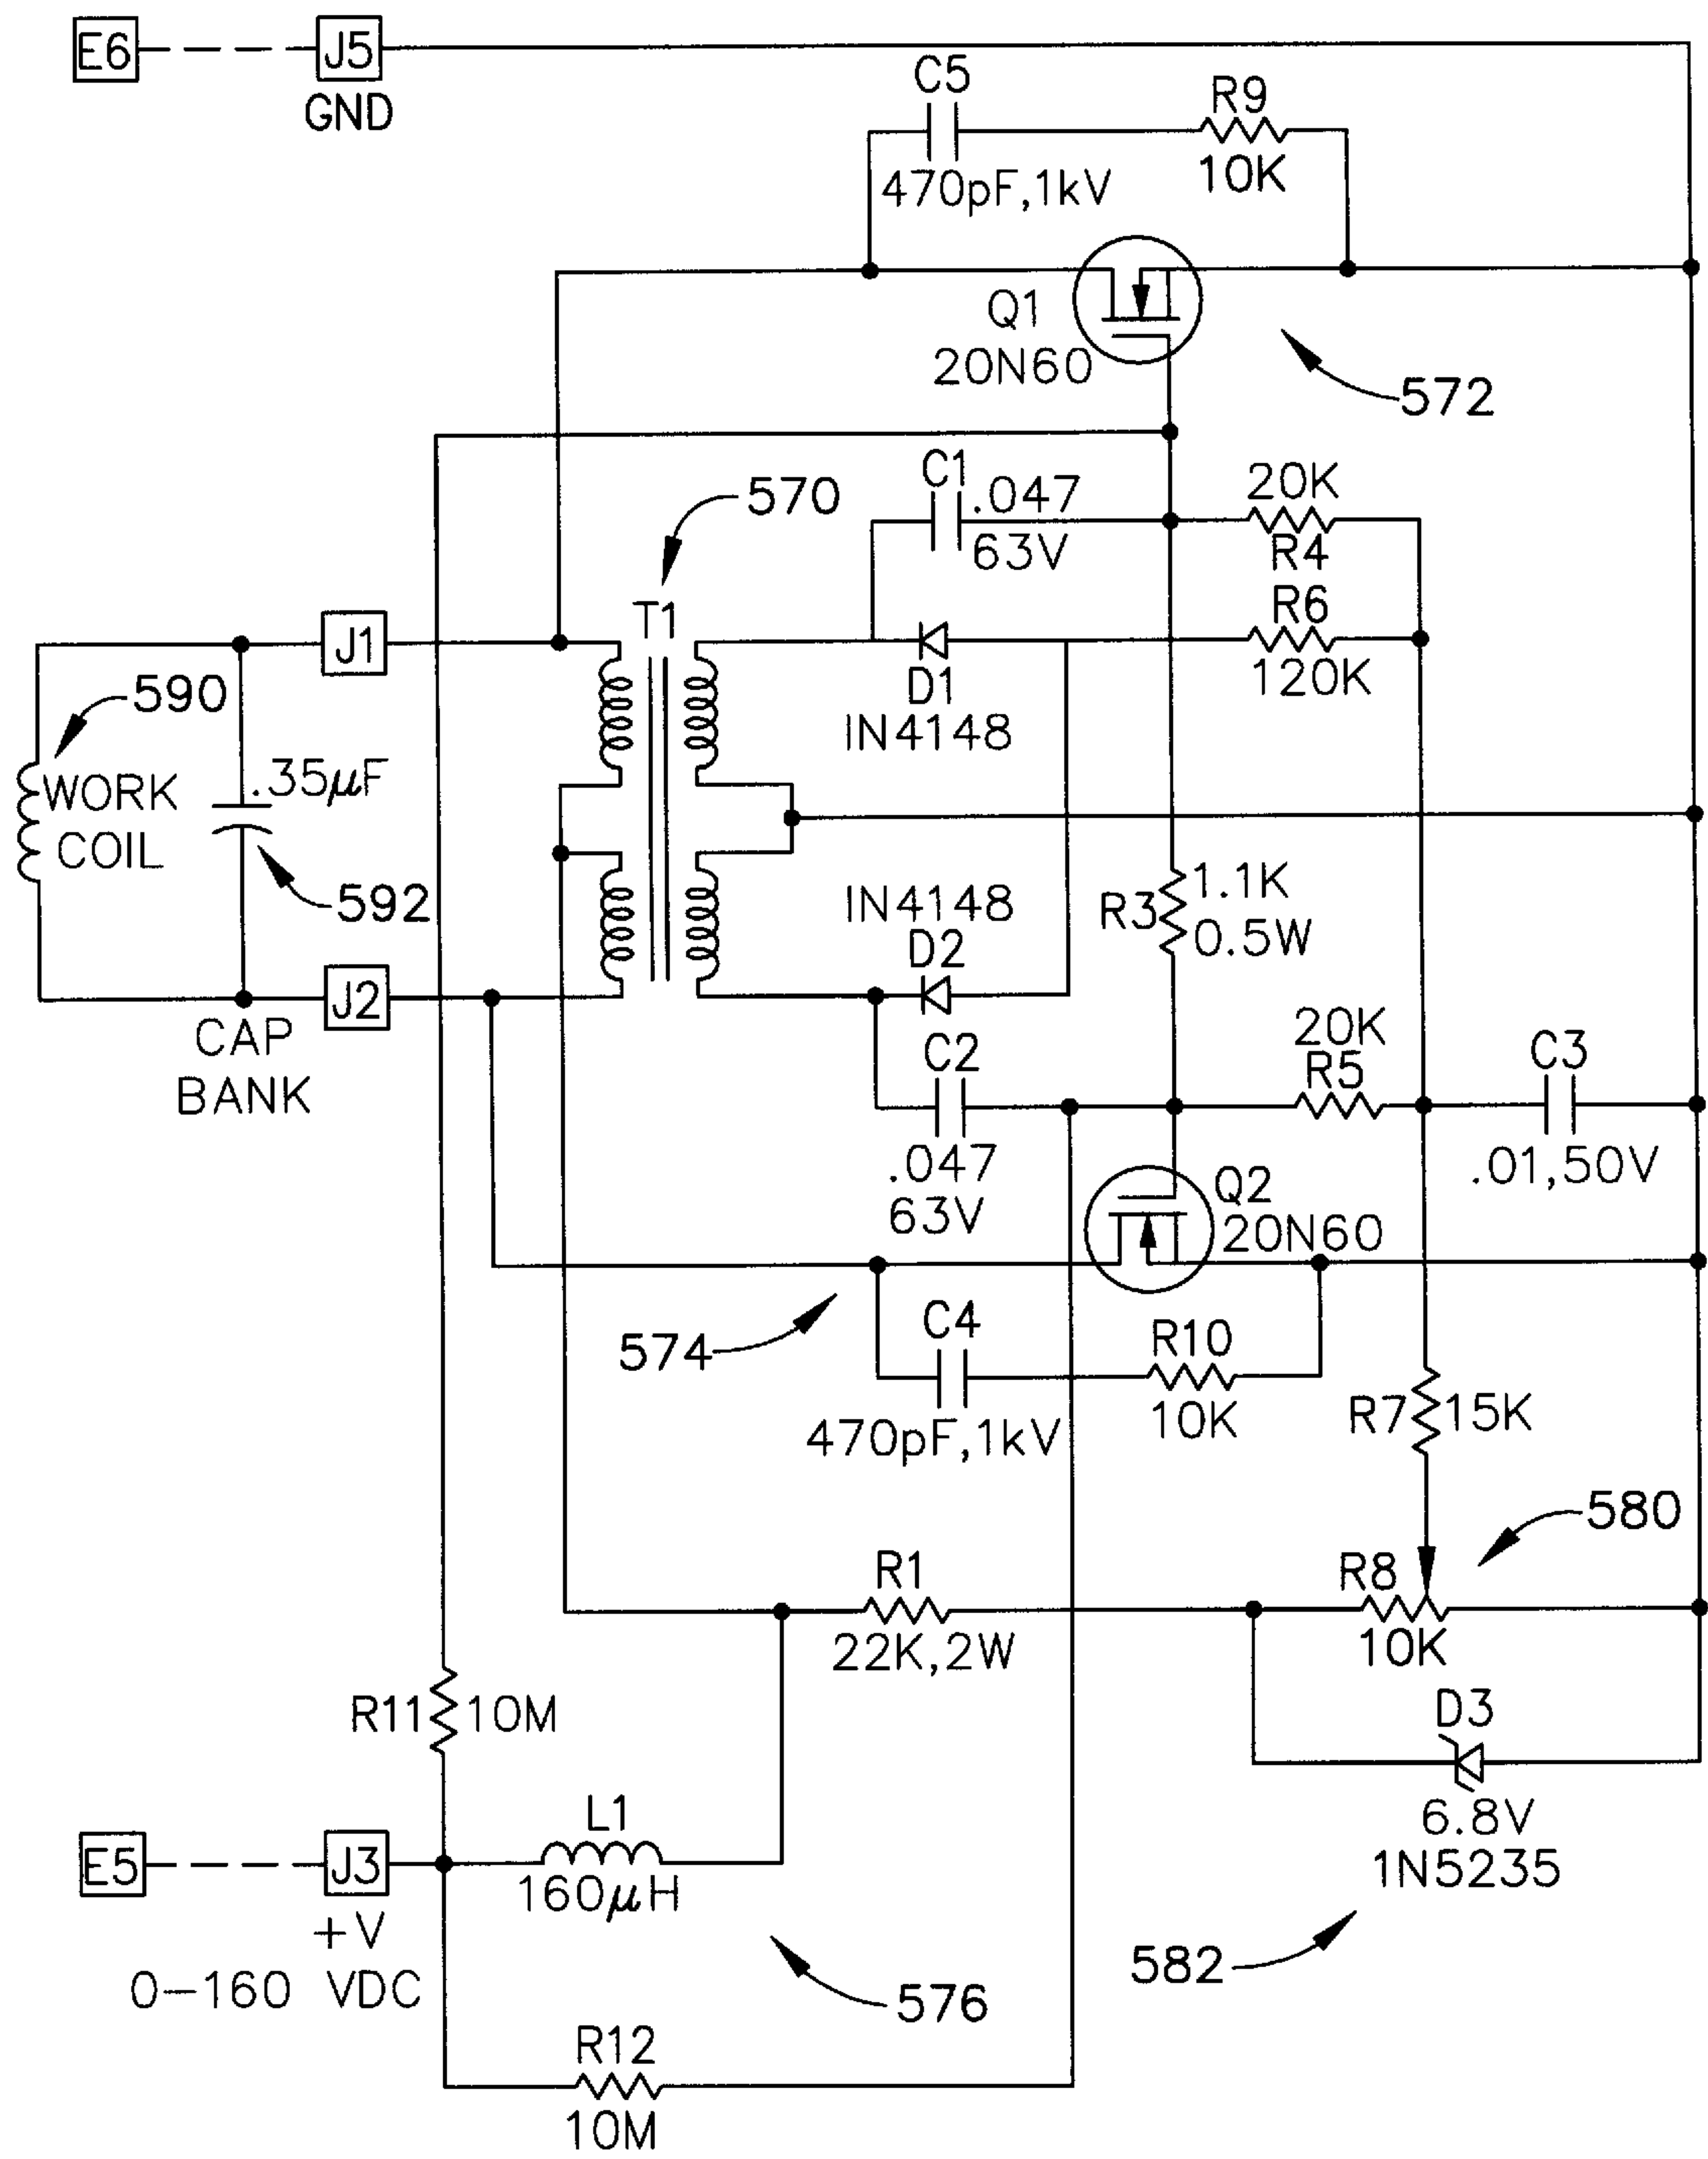 E6
J5
GND
C5
470pF,1kV
R9
10K
Q1
20N60
572
C1
.047
63V
20K
R4
570
T1
R6
120K
J1
D1
IN4148
590
WORK
COIL
.35μF
592
IN4148
D2
R3
1.1K
0.5W
J2
CAP
BANK
C2
.047
63V
20K
R5
C3
.01,50V
Q2
20N60
574
C4
470pF,1kV
R10
10K
R7
15K
580
R1
22K,2W
R8
10K
R11
10M
D3
6.8V
1N5235
L1
160μH
E5
J3
+V
0-160 VDC
576
582
R12
10M